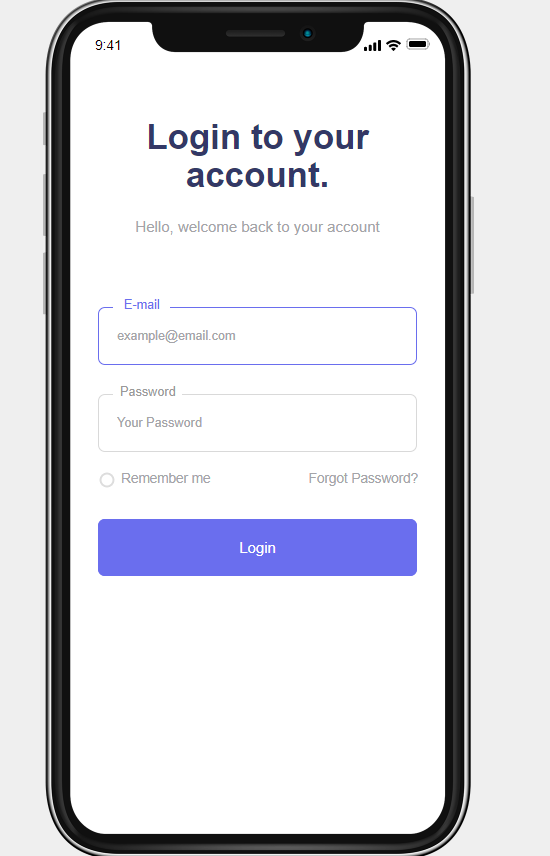 9:41
Login to your
account.
Hello, welcome back to your account
E-mail
example@email.com
Password
Your Password
Remember me Forgot Password?
Login